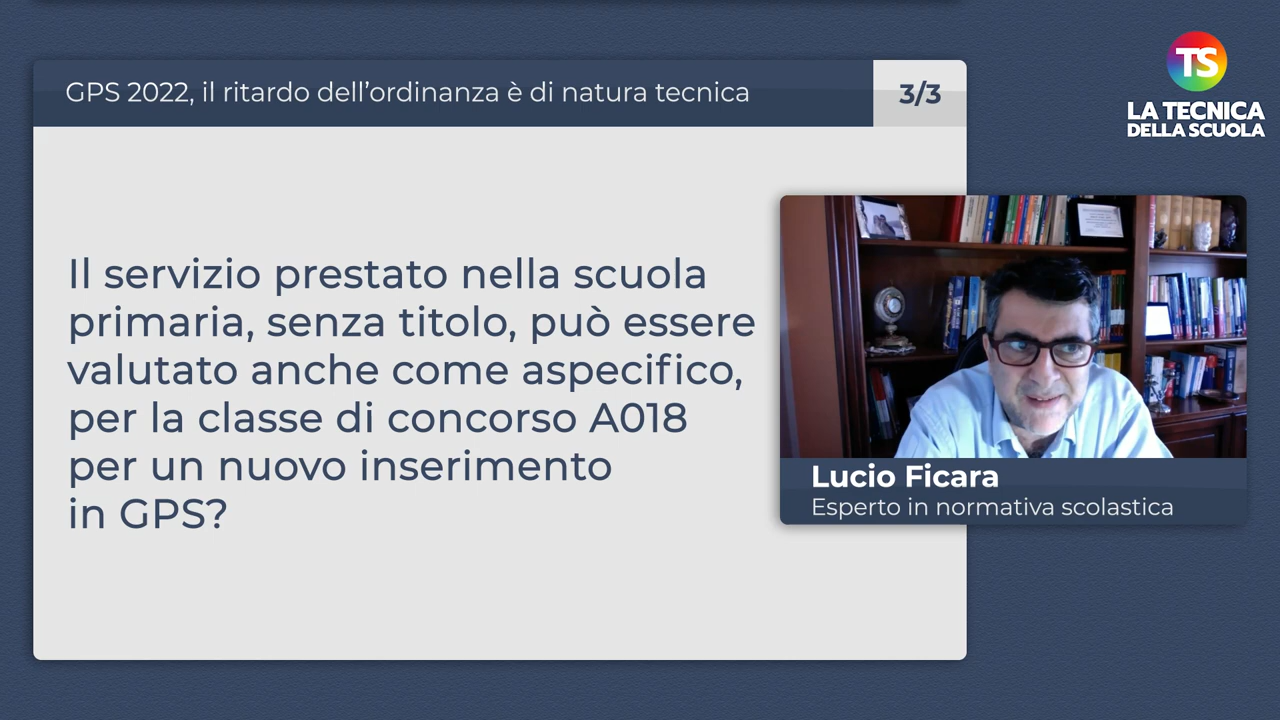 GPS 2022, il ritardo dell'ordinanza è di natura tecnica
3/3
TS
LA TECNICA
DELLA SCUOLA
Il servizio prestato nella scuola
primaria, senza titolo, può essere
valutato anche come aspecifico,
per la classe di concorso A018
per un nuovo inserimento
in GPS?
Lucio Ficara
Esperto in normativa scolastica